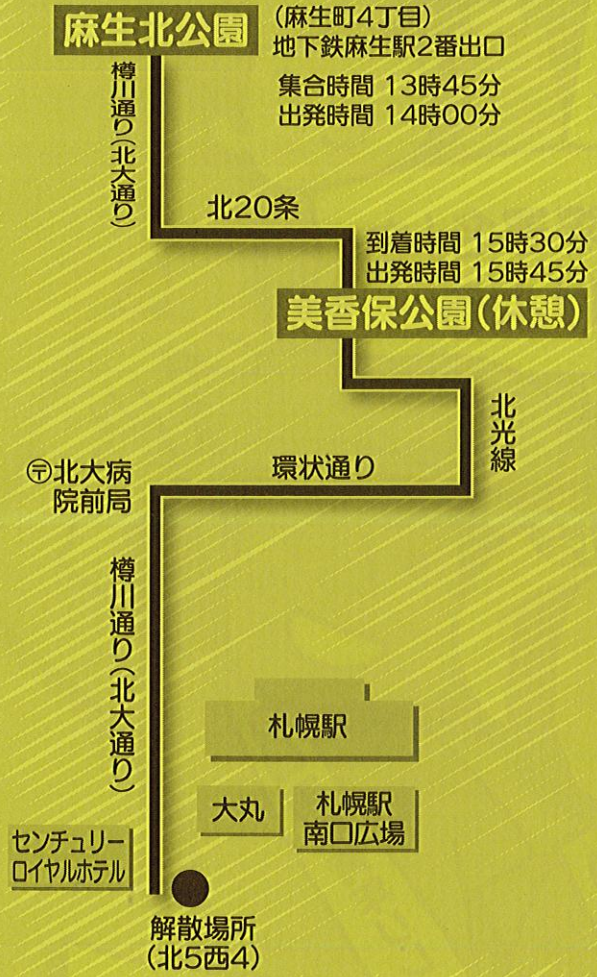 麻生北公園
(麻生町4丁目)
地下鉄麻生駅2番出口
集合時間 13時45分
出発時間 14時00分
樽川通り(北大通り)
北20条
到着時間 15時30分
出発時間 15時45分
美香保公園(休憩)
北光線
環状通り
〶北大病
院前局
樽川通り(北大通り)
札幌駅
大丸
札幌駅
南口広場
センチュリー
ロイヤルホテル
解散場所
(北5西4)